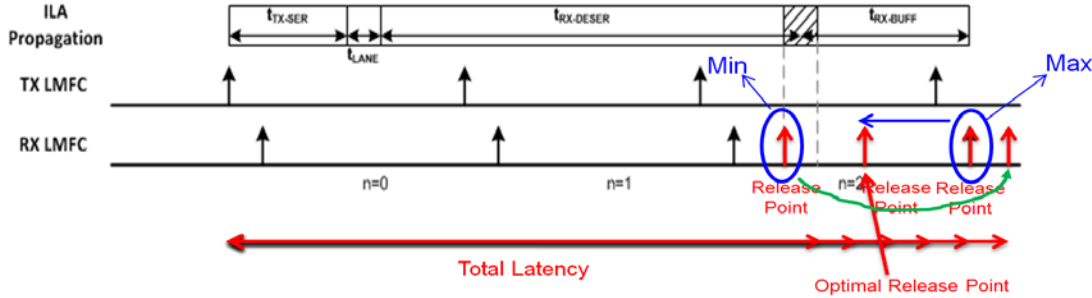 ILA
Propagation
tTX-SER
tLANE
tRX-DESER
tRX-BUFF
Min
Max
TX LMFC
RX LMFC
n=0
n=1
n=2
Release
Point
Release
Point
Release
Point
Total Latency
Optimal Release Point